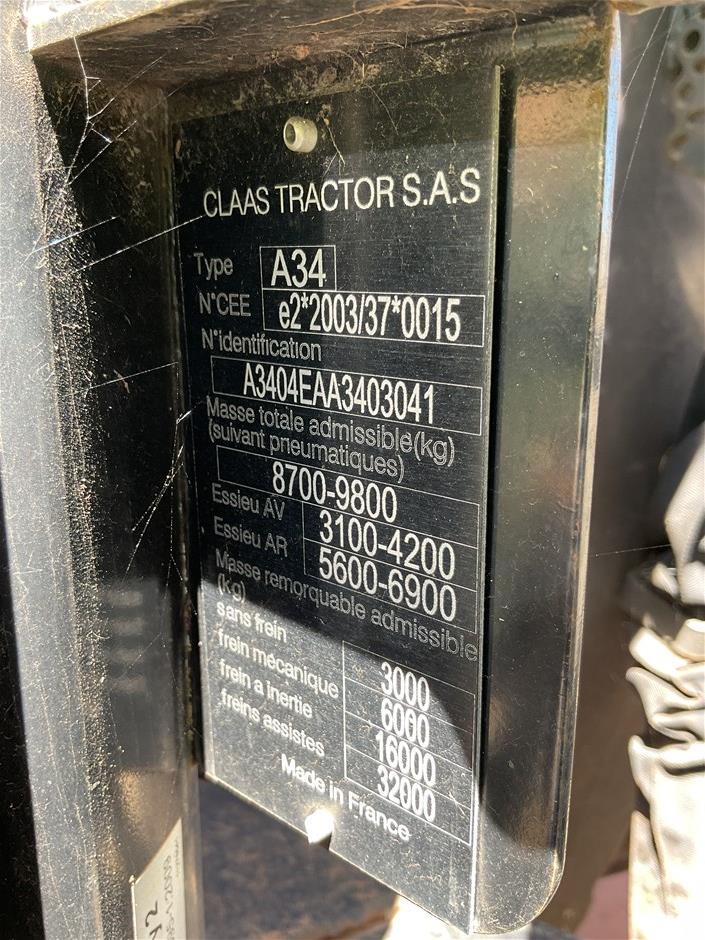 CLAAS TRACTOR S.A.S
Type A34
N°CEE e2*2003/37*0015
N°identification
A3404EAA3403041
Masse totale admissible(kg)
(suivant pneumatiques)
8700-9800
Essieu AV 3100-4200
Essieu AR 5600-6900
Masse remorquable admissible
(kg)
sans frein 3000
frein mécanique 6000
frein a inertie 16000
freins assistes 32000
Made in France